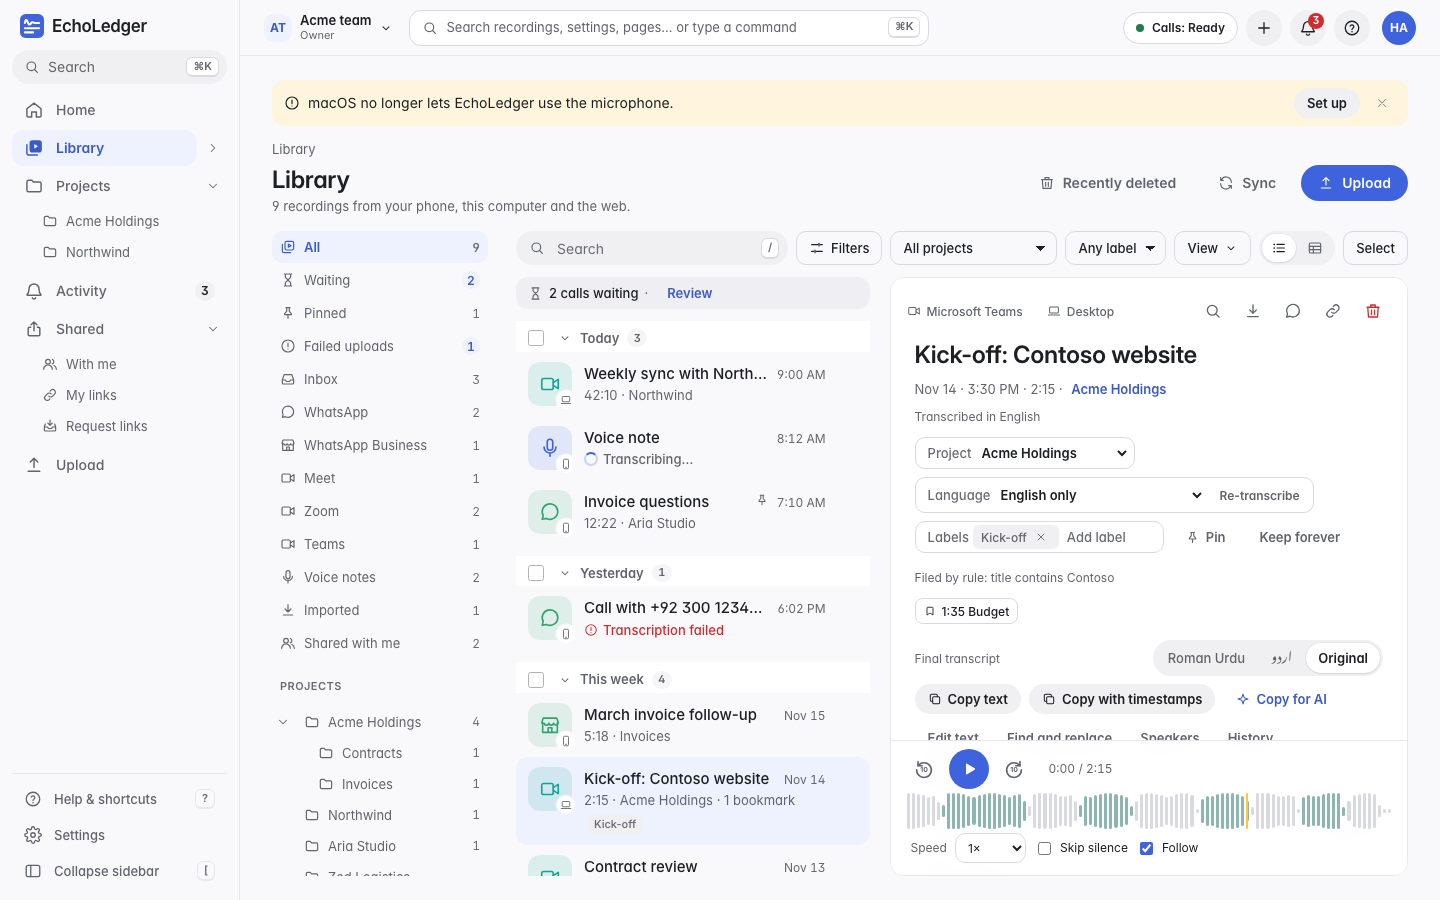 EchoLedger
Search ⌘K
Home
Library
Projects
Acme Holdings
Northwind
Activity 3
Shared
With me
My links
Request links
Upload
Help & shortcuts ?
Settings
Collapse sidebar [
AT Acme team
Owner
Search recordings, settings, pages... or type a command ⌘K
Calls: Ready
3
HA
macOS no longer lets EchoLedger use the microphone.
Set up
Library
Library
9 recordings from your phone, this computer and the web.
Recently deleted
Sync
Upload
All 9
Waiting 2
Pinned 1
Failed uploads 1
Inbox 3
WhatsApp 2
WhatsApp Business 1
Meet 1
Zoom 2
Teams 1
Voice notes 2
Imported 1
Shared with me 2
PROJECTS
Acme Holdings 4
Contracts 1
Invoices 1
Northwind 1
Aria Studio 1
Search /
Filters
All projects
Any label
View
Select
2 calls waiting · Review
Today 3
Weekly sync with North... 9:00 AM
42:10 · Northwind
Voice note 8:12 AM
Transcribing...
Invoice questions 7:10 AM
12:22 · Aria Studio
Yesterday 1
Call with +92 300 1234... 6:02 PM
Transcription failed
This week 4
March invoice follow-up Nov 15
5:18 · Invoices
Kick-off: Contoso website Nov 14
2:15 · Acme Holdings · 1 bookmark
Kick-off
Contract review Nov 13
Microsoft Teams
Desktop
Kick-off: Contoso website
Nov 14 · 3:30 PM · 2:15 · Acme Holdings
Transcribed in English
Project Acme Holdings
Language English only Re-transcribe
Labels Kick-off Add label
Pin
Keep forever
Filed by rule: title contains Contoso
1:35 Budget
Final transcript
Roman Urdu اردو Original
Copy text
Copy with timestamps
Copy for AI
Edit text Find and replace Speakers History
10 10 0:00 / 2:15
Speed 1× Skip silence Follow